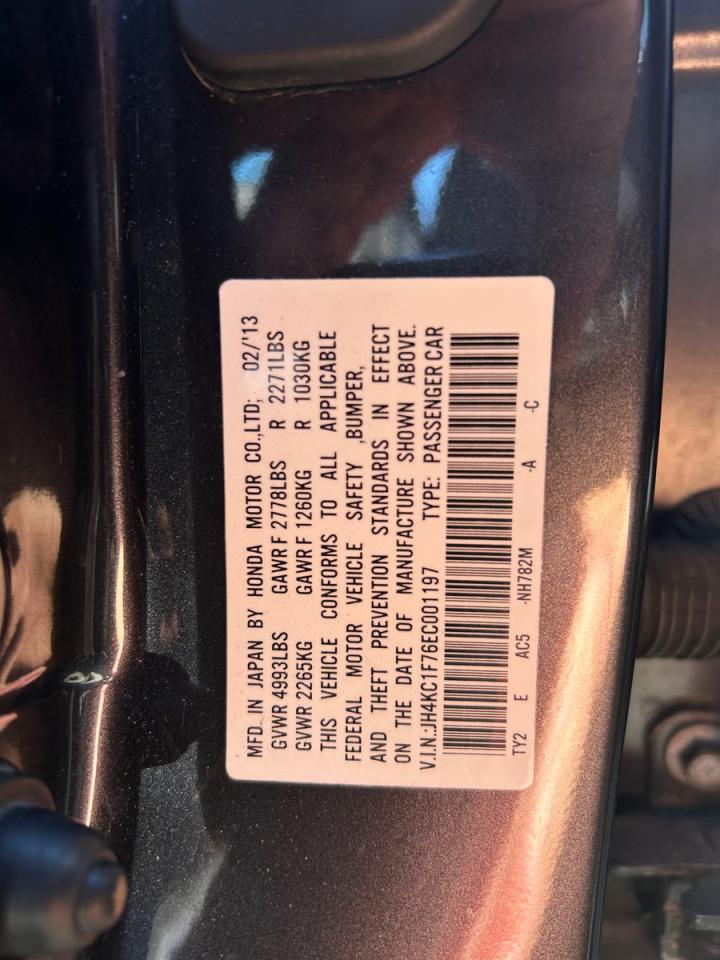 MFD. IN JAPAN BY HONDA MOTOR CO.,LTD; 02/'13
GVWR 4993LBS GAWR F 2778LBS R 2271LBS
GVWR 2265KG GAWR F 1260KG R 1030KG
THIS VEHICLE CONFORMS TO ALL APPLICABLE
FEDERAL MOTOR VEHICLE SAFETY ,BUMPER,
AND THEFT PREVENTION STANDARDS IN EFFECT
ON THE DATE OF MANUFACTURE SHOWN ABOVE.
V.I.N.:JH4KC1F76EC001197 TYPE: PASSENGER CAR
TY2 E AC5 -NH782M -A -C